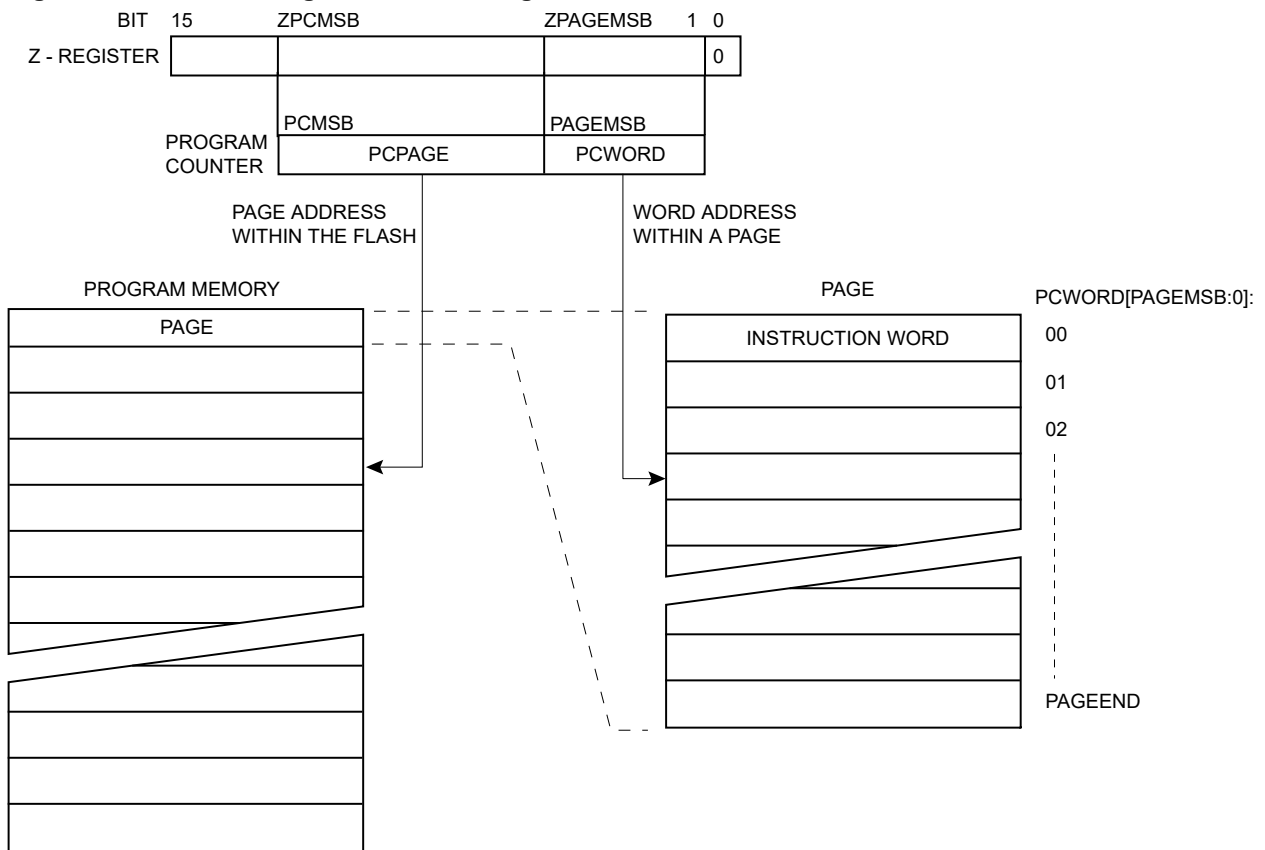 BIT 15 ZPCMSB ZPAGEMSB 1 0
Z - REGISTER 0
PCMSB PAGEMSB
PROGRAM
COUNTER
PCPAGE PCWORD
PAGE ADDRESS
WITHIN THE FLASH
WORD ADDRESS
WITHIN A PAGE
PROGRAM MEMORY
PAGE
PAGE
PCWORD[PAGEMSB:0]:
INSTRUCTION WORD 00
01
02
PAGEEND